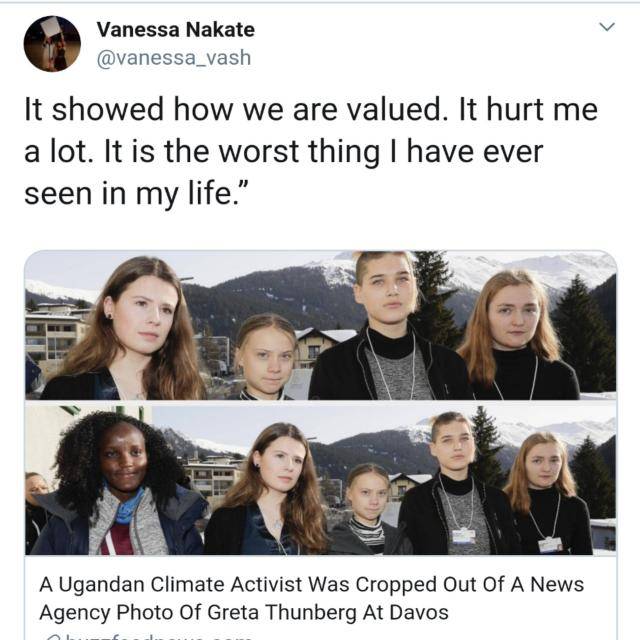 Vanessa Nakate
@vanessa_vash
It showed how we are valued. It hurt me
a lot. It is the worst thing I have ever
seen in my life.”
A Ugandan Climate Activist Was Cropped Out Of A News
Agency Photo Of Greta Thunberg At Davos